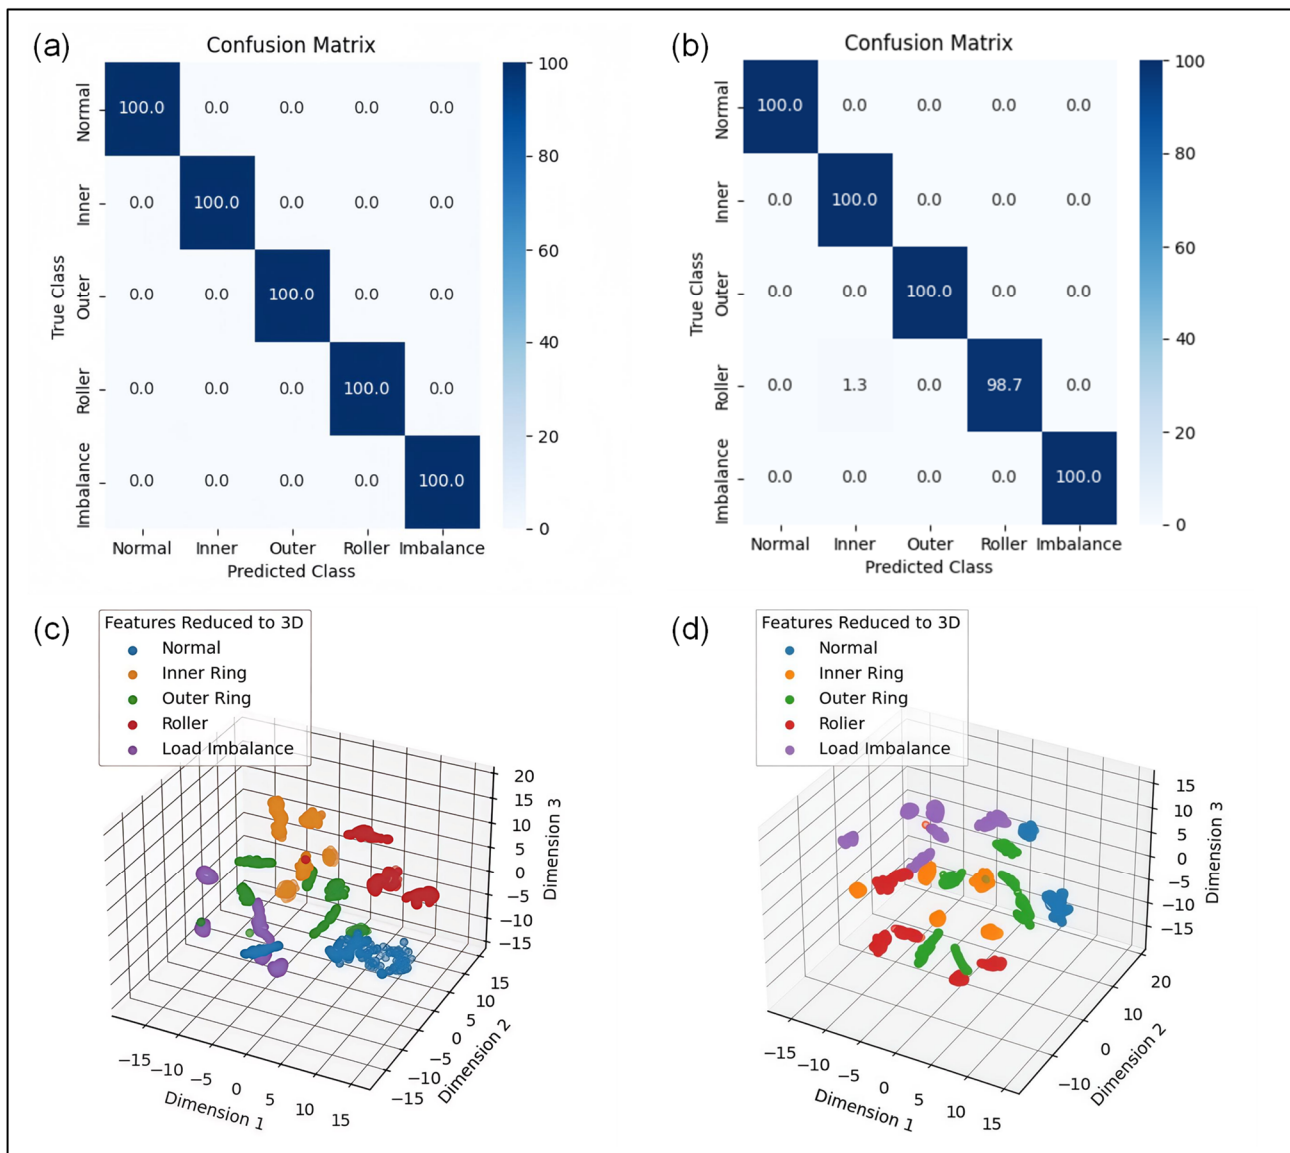 (a)
Confusion Matrix
Normal 100.0 0.0 0.0 0.0 0.0
Inner 0.0 100.0 0.0 0.0 0.0
Outer 0.0 0.0 100.0 0.0 0.0
Roller 0.0 0.0 0.0 100.0 0.0
Imbalance 0.0 0.0 0.0 0.0 100.0
True Class
Normal Inner Outer Roller Imbalance
Predicted Class
100
80
60
40
20
0
(b)
Confusion Matrix
Normal 100.0 0.0 0.0 0.0 0.0
Inner 0.0 100.0 0.0 0.0 0.0
Outer 0.0 0.0 100.0 0.0 0.0
Roller 0.0 1.3 0.0 98.7 0.0
Imbalance 0.0 0.0 0.0 0.0 100.0
True Class
Normal Inner Outer Roller Imbalance
Predicted Class
100
80
60
40
20
0
(c)
Features Reduced to 3D
Normal
Inner Ring
Outer Ring
Roller
Load Imbalance
20
15
10
5
0
−5
−10
−15
Dimension 3
15
10
5
0
−5
−10
−15
Dimension 2
−15 −10 −5 0 5 10 15
Dimension 1
(d)
Features Reduced to 3D
Normal
Inner Ring
Outer Ring
Roller
Load Imbalance
15
10
5
0
−5
−10
−15
Dimension 3
20
10
0
−10
Dimension 2
−15 −10 −5 0 5 10 15
Dimension 1